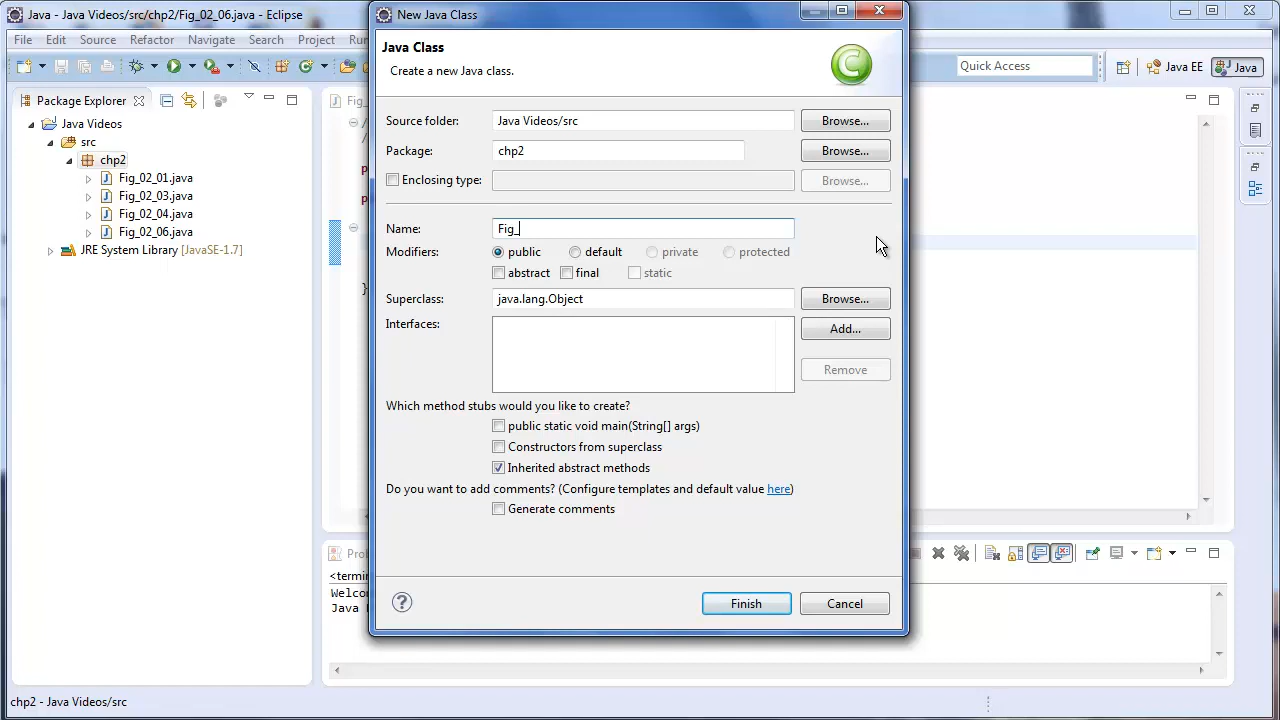 Java - Java Videos/src/chp2/Fig_02_06.java - Eclipse
New Java Class
File Edit Source Refactor Navigate Search Project
Java Class
Create a new Java class.
Quick Access
Java EE
Java
Package Explorer
Java Videos
src
chp2
Fig_02_01.java
Fig_02_03.java
Fig_02_04.java
Fig_02_06.java
JRE System Library [JavaSE-1.7]
Source folder: Java Videos/src Browse...
Package: chp2 Browse...
Enclosing type: Browse...
Name: Fig_
Modifiers: public default private protected
abstract final static
Superclass: java.lang.Object Browse...
Interfaces: Add...
Remove
Which method stubs would you like to create?
public static void main(String[] args)
Constructors from superclass
Inherited abstract methods
Do you want to add comments? (Configure templates and default value here)
Generate comments
Finish Cancel
Java
chp2 - Java Videos/src